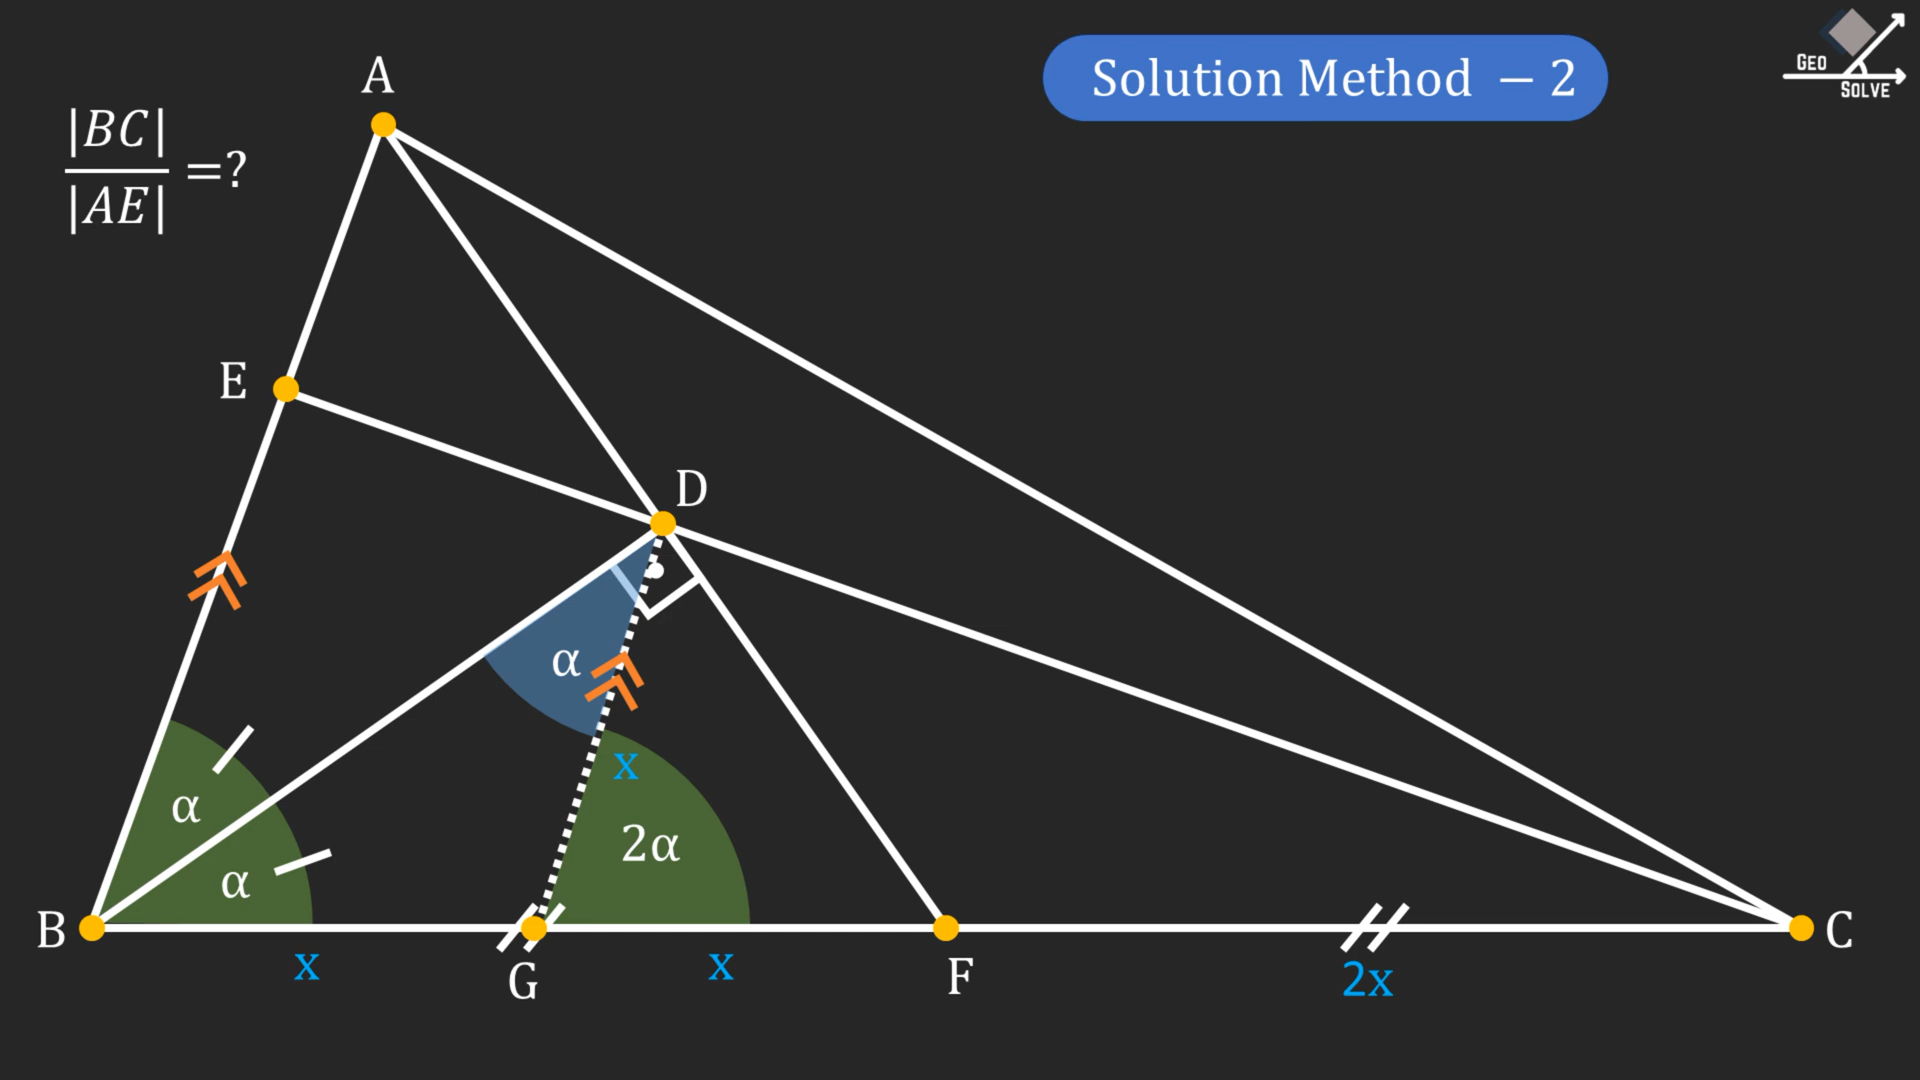 A
Solution Method – 2
GEO
SOLVE
|BC|
|AE|
=?
E
D
α
x
α
2α
α
B
C
x
G
x
F
2x